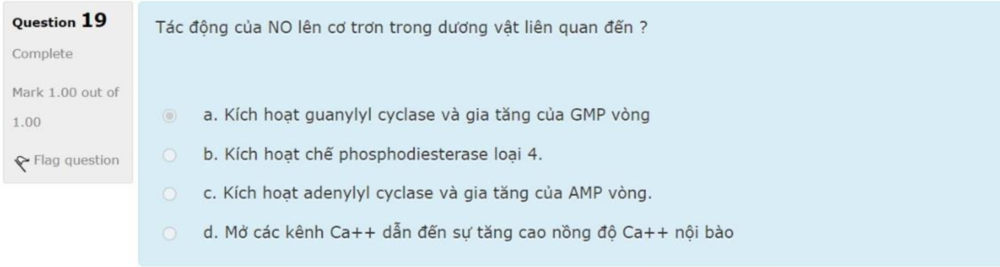 Question 19
Complete
Mark 1.00 out of
1.00
Flag question
Tác động của NO lên cơ trơn trong dương vật liên quan đến ?
a. Kích hoạt guanylyl cyclase và gia tăng của GMP vòng
b. Kích hoạt chế phosphodiesterase loại 4.
c. Kích hoạt adenylyl cyclase và gia tăng của AMP vòng.
d. Mở các kênh Ca++ dẫn đến sự tăng cao nồng độ Ca++ nội bào